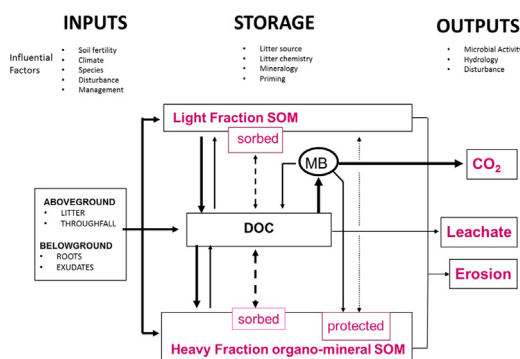 INPUTS
STORAGE
OUTPUTS
Influential
Factors
• Soil fertility
• Climate
• Species
• Disturbance
• Management
• Litter source
• Litter chemistry
• Mineralogy
• Priming
• Microbial Activity
• Hydrology
• Disturbance
Light Fraction SOM
sorbed
MB
CO₂
ABOVEGROUND
• LITTER
• THROUGHFALL
BELOWGROUND
• ROOTS
• EXUDATES
DOC
Leachate
Erosion
sorbed
protected
Heavy Fraction organo-mineral SOM